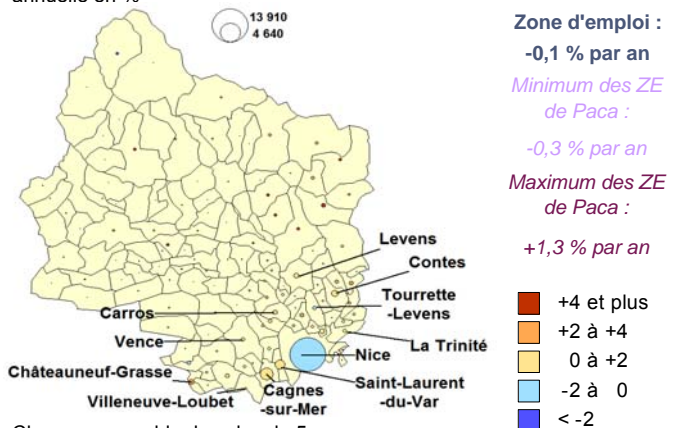 annuelle en %
13 910
4 640
Zone d'emploi :
-0,1 % par an
Minimum des ZE
de Paca :
-0,3 % par an
Maximum des ZE
de Paca :
+1,3 % par an
Levens
Contes
Tourrette
-Levens
Carros
Vence
La Trinité
Nice
Châteauneuf-Grasse
Saint-Laurent
-du-Var
Villeneuve-Loubet
Cagnes
-sur-Mer
+4 et plus
+2 à +4
0 à +2
-2 à 0
< -2